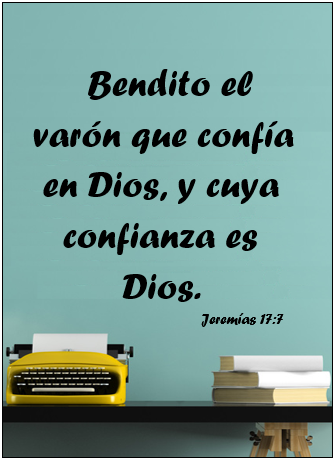 Bendito el
varón que confía
en Dios, y cuya
confianza es
Dios.
Jeremías 17:7